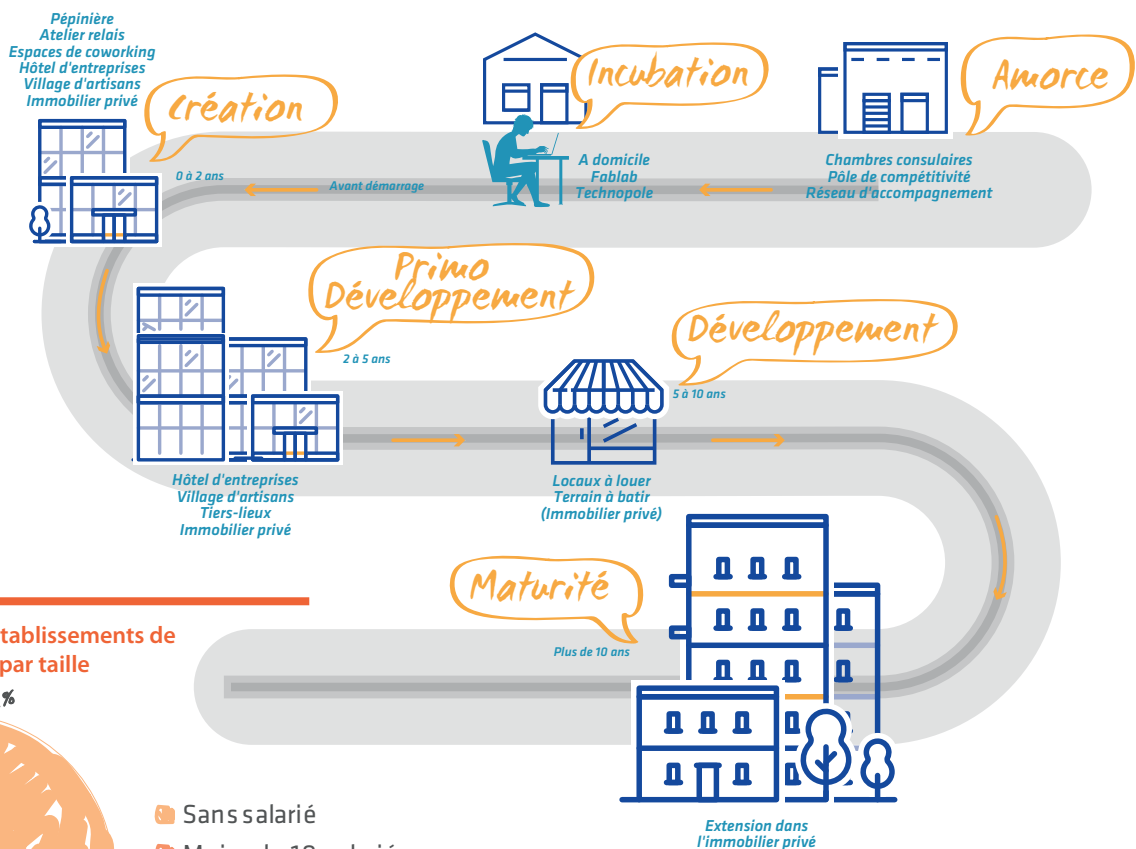 Pépinière
Atelier relais
Espaces de coworking
Hôtel d'entreprises
Village d'artisans
Immobilier privé
Création
Incubation
Amorce
0 à 2 ans
Avant démarrage
A domicile
Fablab
Technopole
Chambres consulaires
Pôle de compétitivité
Réseau d'accompagnement
Primo
Développement
2 à 5 ans
Développement
5 à 10 ans
Hôtel d'entreprises
Village d'artisans
Tiers-lieux
Immobilier privé
Locaux à louer
Terrain à batir
(Immobilier privé)
Maturité
Plus de 10 ans
tablissements de
par taille
%
Sans salarié
Extension dans
l'immobilier privé